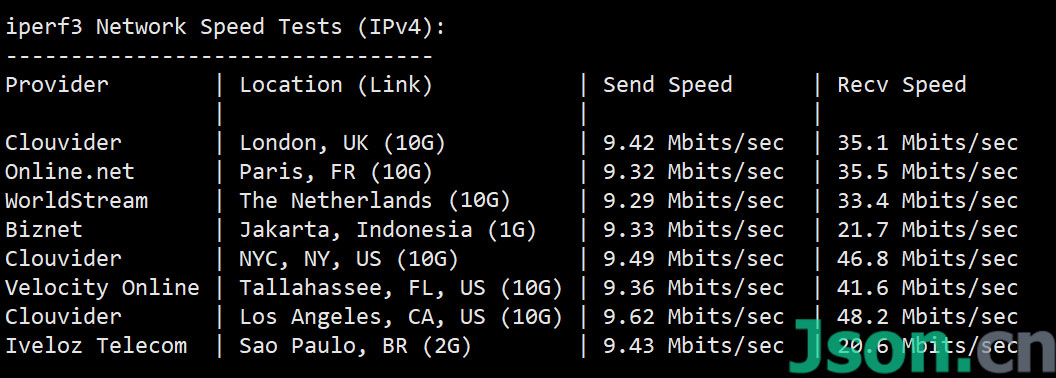 iperf3 Network Speed Tests (IPv4):
---------------------------------
Provider        | Location (Link)           | Send Speed      | Recv Speed
                |                           |                 |
Clouvider       | London, UK (10G)          | 9.42 Mbits/sec  | 35.1 Mbits/sec
Online.net      | Paris, FR (10G)           | 9.32 Mbits/sec  | 35.5 Mbits/sec
WorldStream     | The Netherlands (10G)     | 9.29 Mbits/sec  | 33.4 Mbits/sec
Biznet          | Jakarta, Indonesia (1G)   | 9.33 Mbits/sec  | 21.7 Mbits/sec
Clouvider       | NYC, NY, US (10G)         | 9.49 Mbits/sec  | 46.8 Mbits/sec
Velocity Online | Tallahassee, FL, US (10G) | 9.36 Mbits/sec  | 41.6 Mbits/sec
Clouvider       | Los Angeles, CA, US (10G) | 9.62 Mbits/sec  | 48.2 Mbits/sec
Iveloz Telecom  | Sao Paulo, BR (2G)        | 9.43 Mbits/sec  | 20.6 Mbits/sec
Json.cn